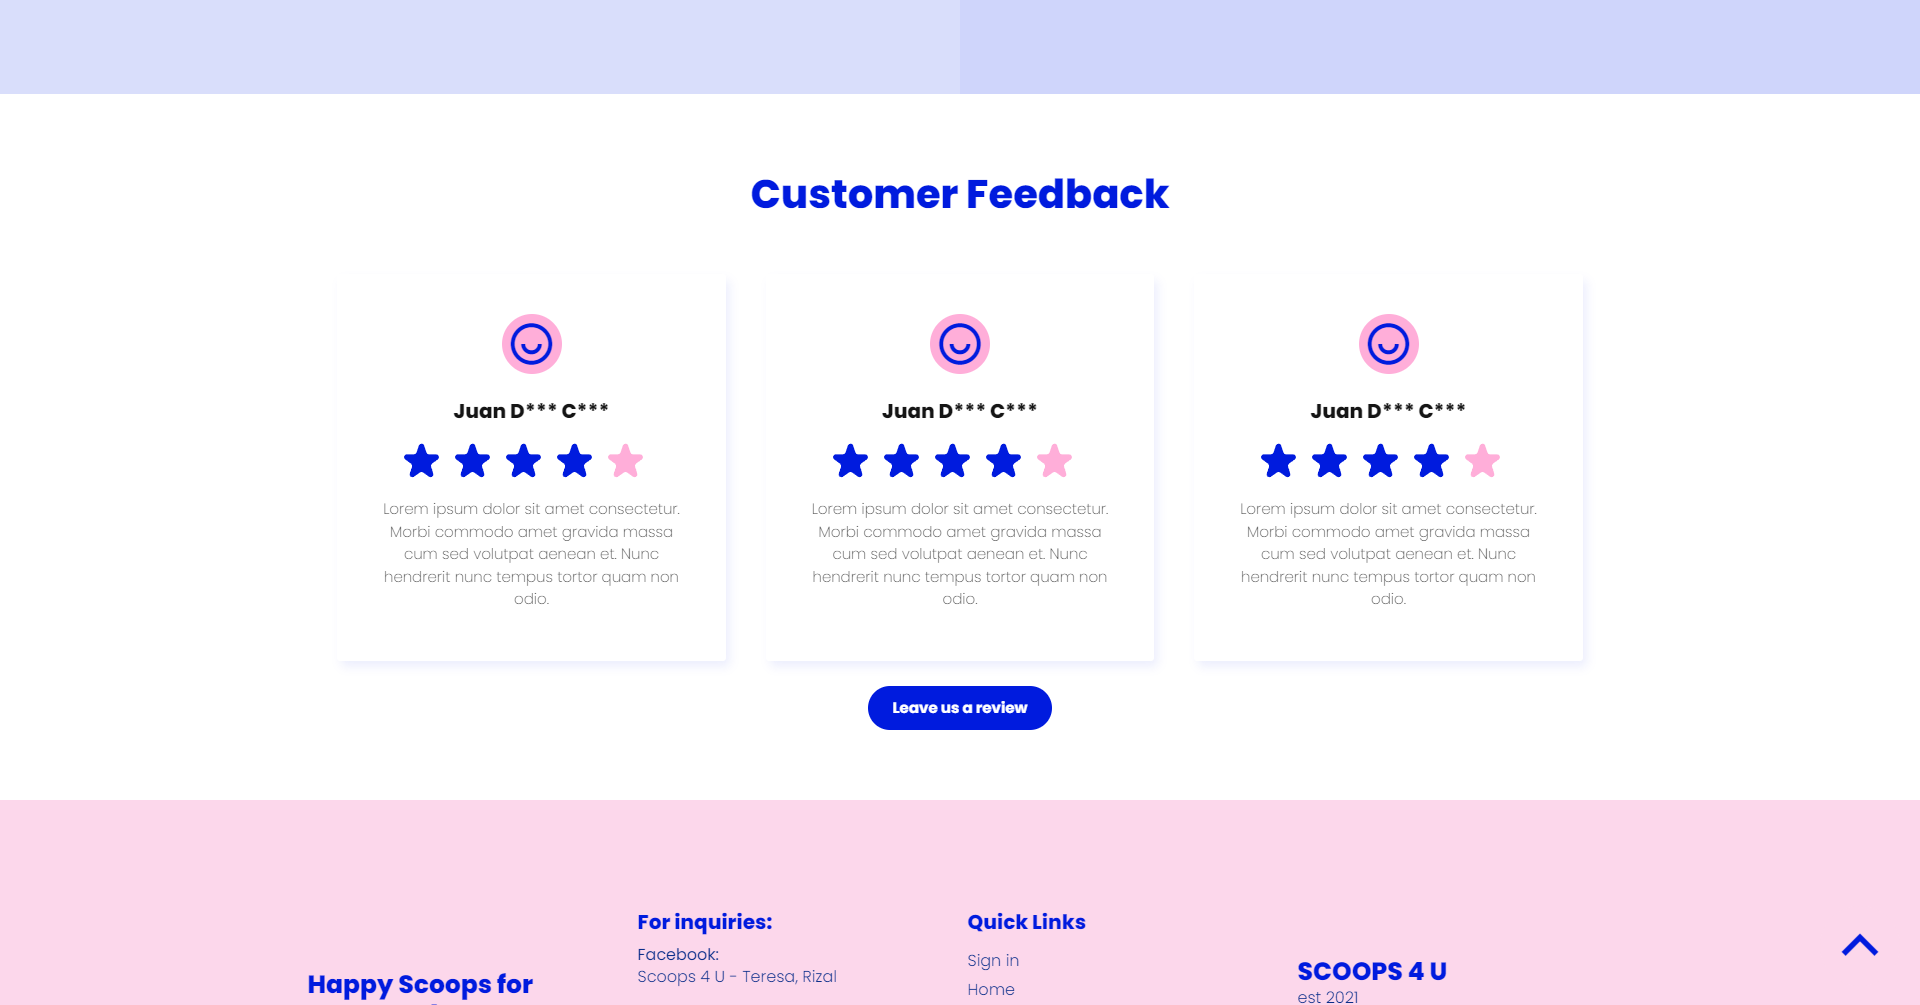 Customer Feedback
Juan D*** C***
Lorem ipsum dolor sit amet consectetur.
Morbi commodo amet gravida massa
cum sed volutpat aenean et. Nunc
hendrerit nunc tempus tortor quam non
odio.
Juan D*** C***
Lorem ipsum dolor sit amet consectetur.
Morbi commodo amet gravida massa
cum sed volutpat aenean et. Nunc
hendrerit nunc tempus tortor quam non
odio.
Juan D*** C***
Lorem ipsum dolor sit amet consectetur.
Morbi commodo amet gravida massa
cum sed volutpat aenean et. Nunc
hendrerit nunc tempus tortor quam non
odio.
Leave us a review
Happy Scoops for
For inquiries:
Facebook:
Scoops 4 U - Teresa, Rizal
Quick Links
Sign in
Home
SCOOPS 4 U
est 2021